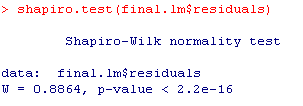 > shapiro.test(final.lm$residuals)
Shapiro-Wilk normality test
data:  final.lm$residuals
W = 0.8864, p-value < 2.2e-16